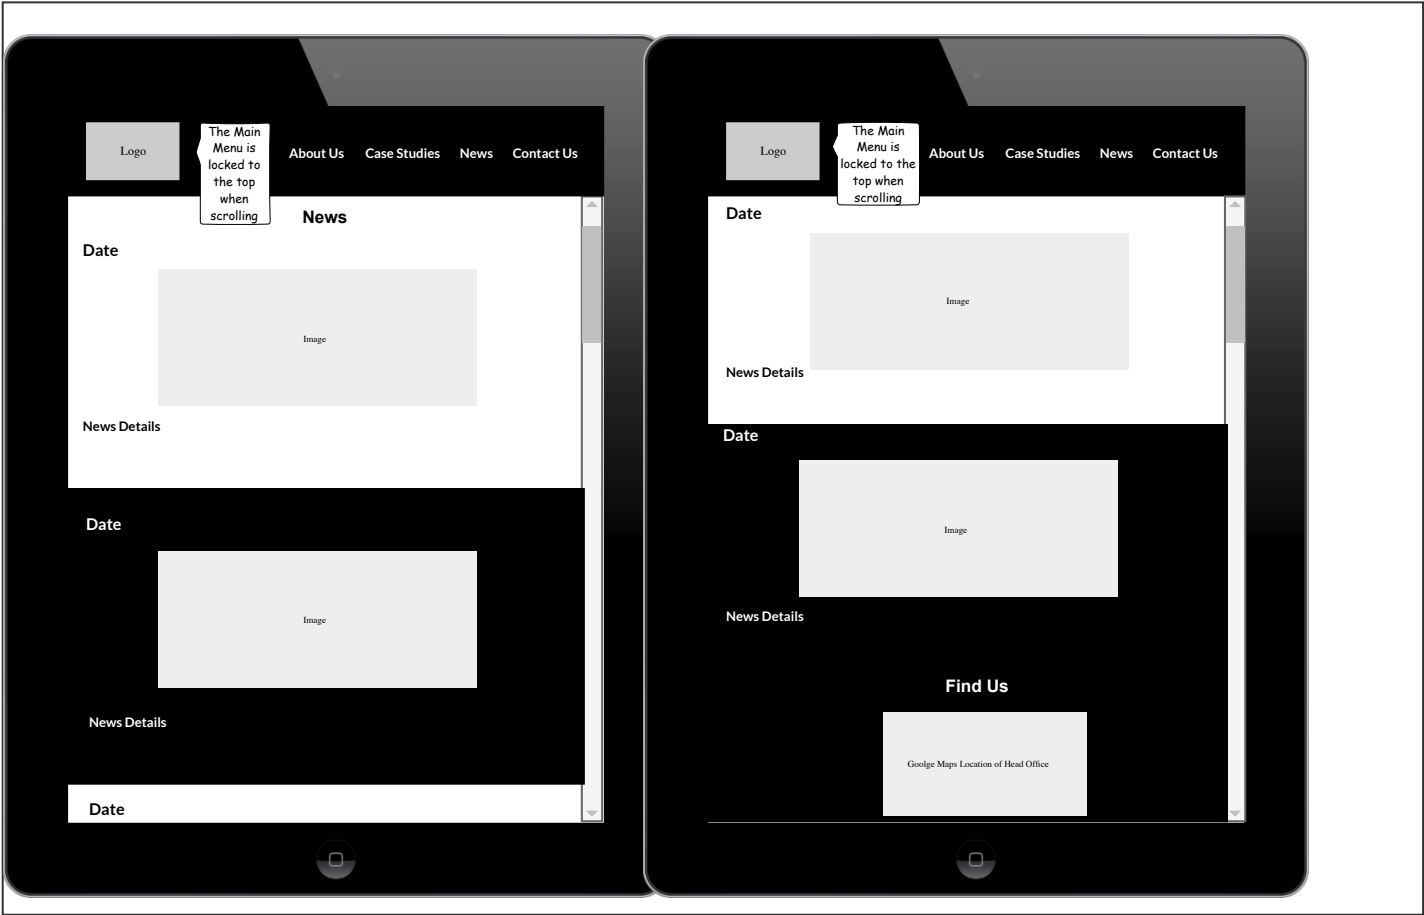 Logo
The Main
Menu is
locked to
the top
when
scrolling
About Us
Case Studies
News
Contact Us
News
Date
Image
News Details
Date
Image
News Details
Date
Logo
The Main
Menu is
locked to the
top when
scrolling
About Us
Case Studies
News
Contact Us
Date
Image
News Details
Date
Image
News Details
Find Us
Goolge Maps Location of Head Office